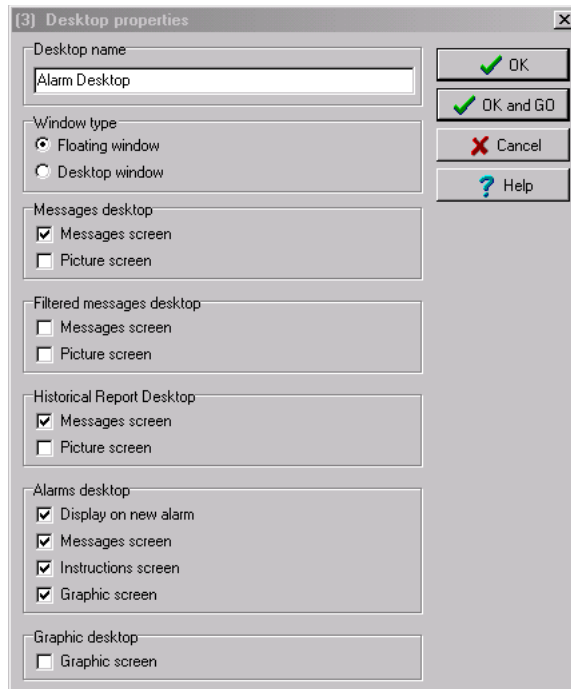 (3) Desktop properties
Desktop name
Alarm Desktop
OK
OK and GO
Cancel
Help
Window type
Floating window
Desktop window
Messages desktop
Messages screen
Picture screen
Filtered messages desktop
Messages screen
Picture screen
Historical Report Desktop
Messages screen
Picture screen
Alarms desktop
Display on new alarm
Messages screen
Instructions screen
Graphic screen
Graphic desktop
Graphic screen